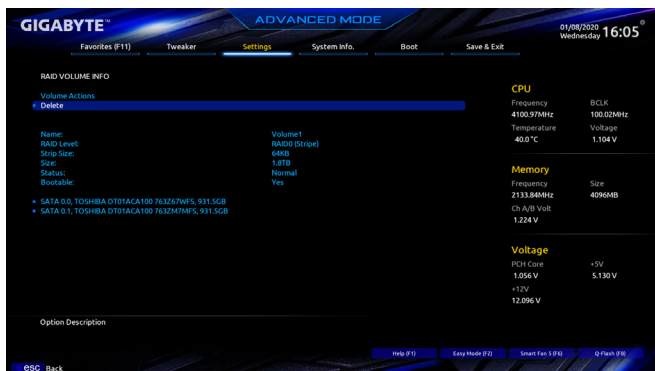 GIGABYTE™
ADVANCED MODE
01/08/2020
Wednesday
16:05
Favorites (F11) Tweaker Settings System Info. Boot Save & Exit
RAID VOLUME INFO
Volume Actions
Delete
Name: Volume1
RAID Level: RAID0 (Stripe)
Strip Size: 64KB
Size: 1.8TB
Status: Normal
Bootable: Yes
SATA 0.0, TOSHIBA DT01ACA100 763Z67WFS, 931.5GB
SATA 0.1, TOSHIBA DT01ACA100 763ZM7MFS, 931.5GB
CPU
Frequency BCLK
4100.97MHz 100.02MHz
Temperature Voltage
40.0 °C 1.104 V
Memory
Frequency Size
2133.84MHz 4096MB
Ch A/B Volt
1.224 V
Voltage
PCH Core +5V
1.056 V 5.130 V
+12V
12.096 V
Option Description
Help (F1) Easy Mode (F2) Smart Fan 5 (F6) Q-Flash (F8)
esc Back